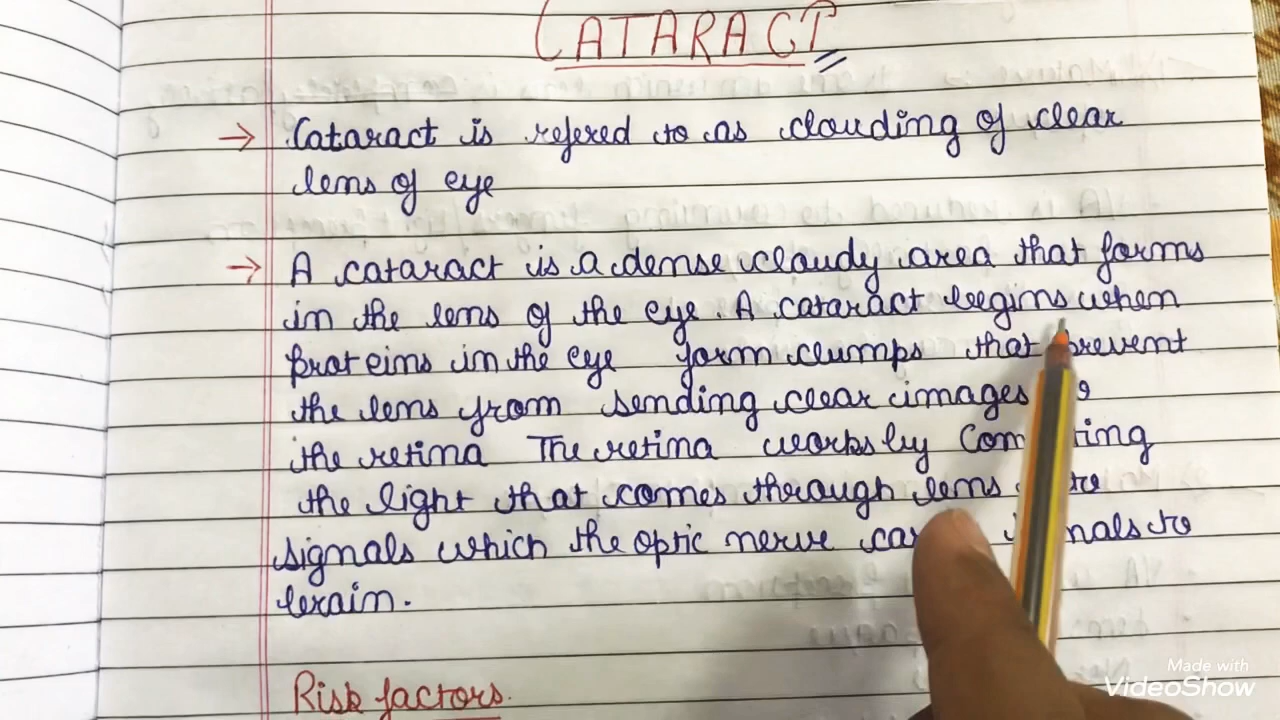 CATARACT
→ Cataract is refered to as clouding of clear
lens of eye
→ A cataract is a dense cloudy area that forms
in the lens of the eye. A cataract begins when
proteins in the eye form clumps that prevent
the lens from sending clear images
the retina The retina works by
the light that comes through lens
signals which the optic nerve to
brain.
Risk factors.
Made with
VideoShow